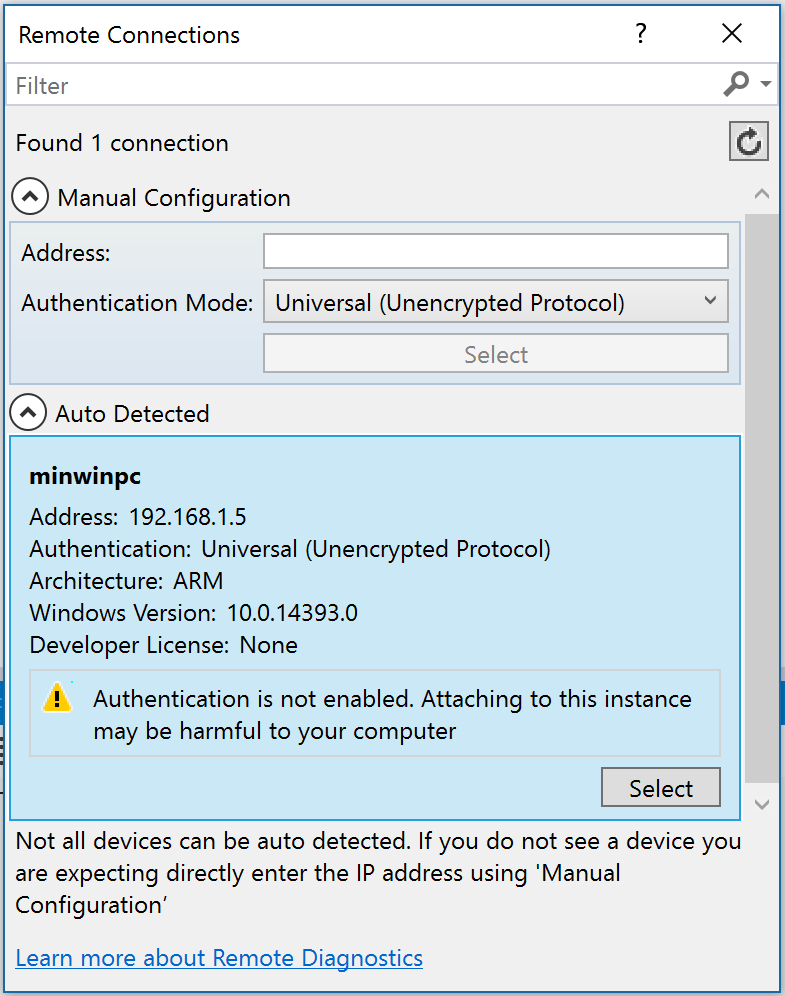 Remote Connections ?
Filter
Found 1 connection
Manual Configuration
Address:
Authentication Mode: Universal (Unencrypted Protocol)
Select
Auto Detected
minwinpc
Address: 192.168.1.5
Authentication: Universal (Unencrypted Protocol)
Architecture: ARM
Windows Version: 10.0.14393.0
Developer License: None
Authentication is not enabled. Attaching to this instance
may be harmful to your computer
Select
Not all devices can be auto detected. If you do not see a device you
are expecting directly enter the IP address using 'Manual
Configuration’
Learn more about Remote Diagnostics